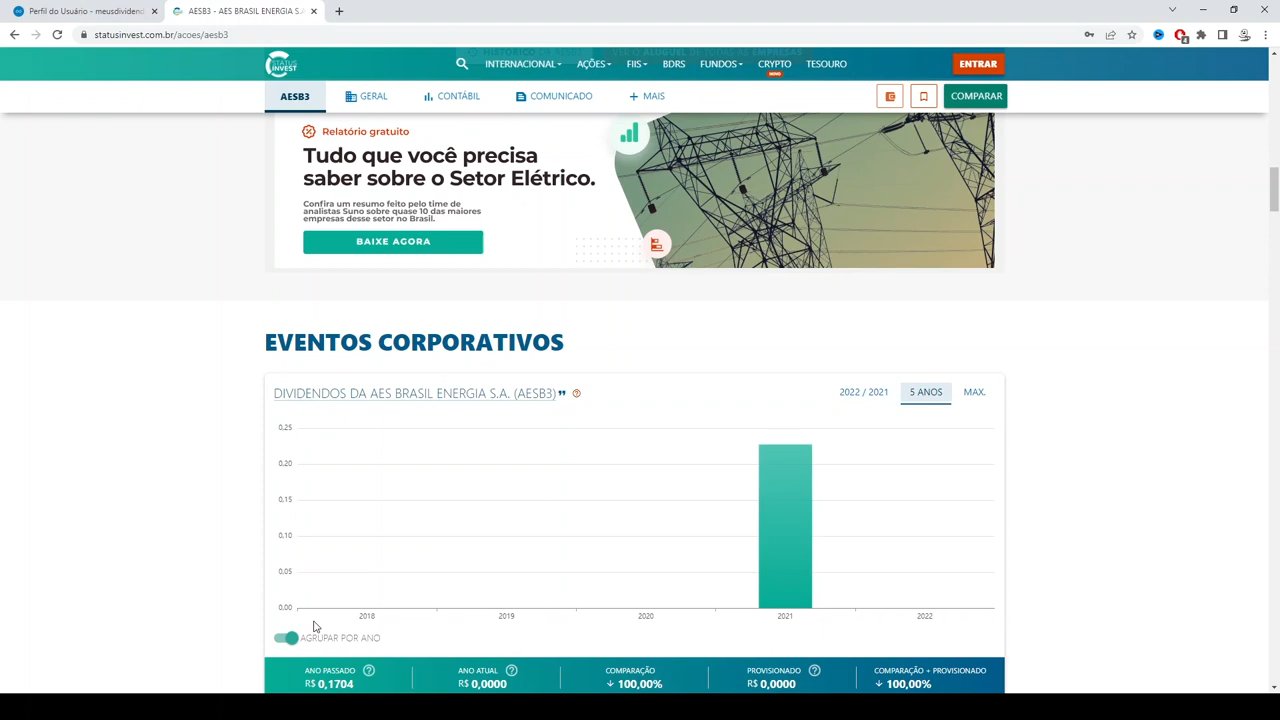 Perfil do Usuário - meusdividend
AESB3 - AES BRASIL ENERGIA S.A.
statusinvest.com.br/acoes/aesb3
STATUS INVEST
INTERNACIONAL
AÇÕES
FIIS
BDRS
FUNDOS
CRYPTO
NEWS
TESOURO
ENTRAR
AESB3
GERAL
CONTÁBIL
COMUNICADO
MAIS
COMPARAR
Relatório gratuito
Tudo que você precisa
saber sobre o Setor Elétrico.
Confira um resumo feito pelo time de
analistas Suno sobre quase 10 das maiores
empresas desse setor no Brasil.
BAIXE AGORA
EVENTOS CORPORATIVOS
DIVIDENDOS DA AES BRASIL ENERGIA S.A. (AESB3)
2022 / 2021
5 ANOS
MAX.
0,25
0,20
0,15
0,10
0,05
0,00
2018
2019
2020
2021
2022
AGRUPAR POR ANO
ANO PASSADO
R$ 0,1704
ANO ATUAL
R$ 0,0000
COMPARAÇÃO
100,00%
PROVISIONADO
R$ 0,0000
COMPARAÇÃO + PROVISIONADO
100,00%